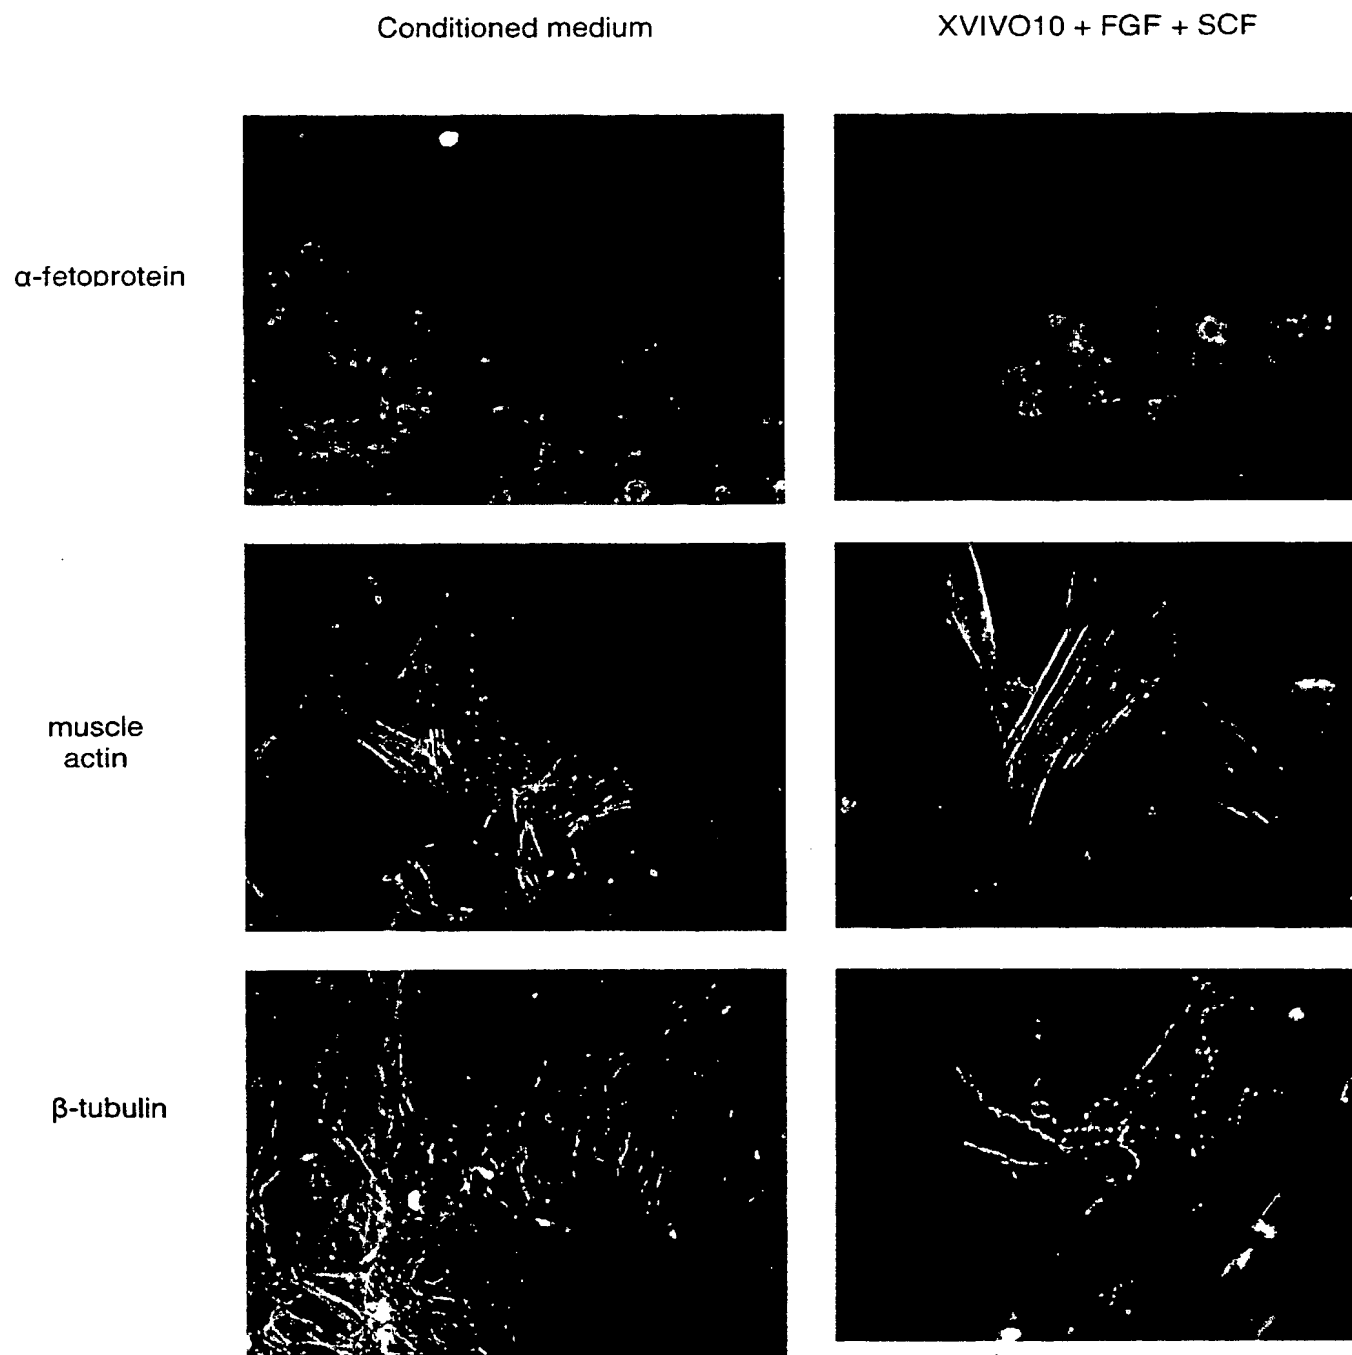 Conditioned medium
XVIVO10 + FGF + SCF
α-fetoprotein
muscle
actin
β-tubulin